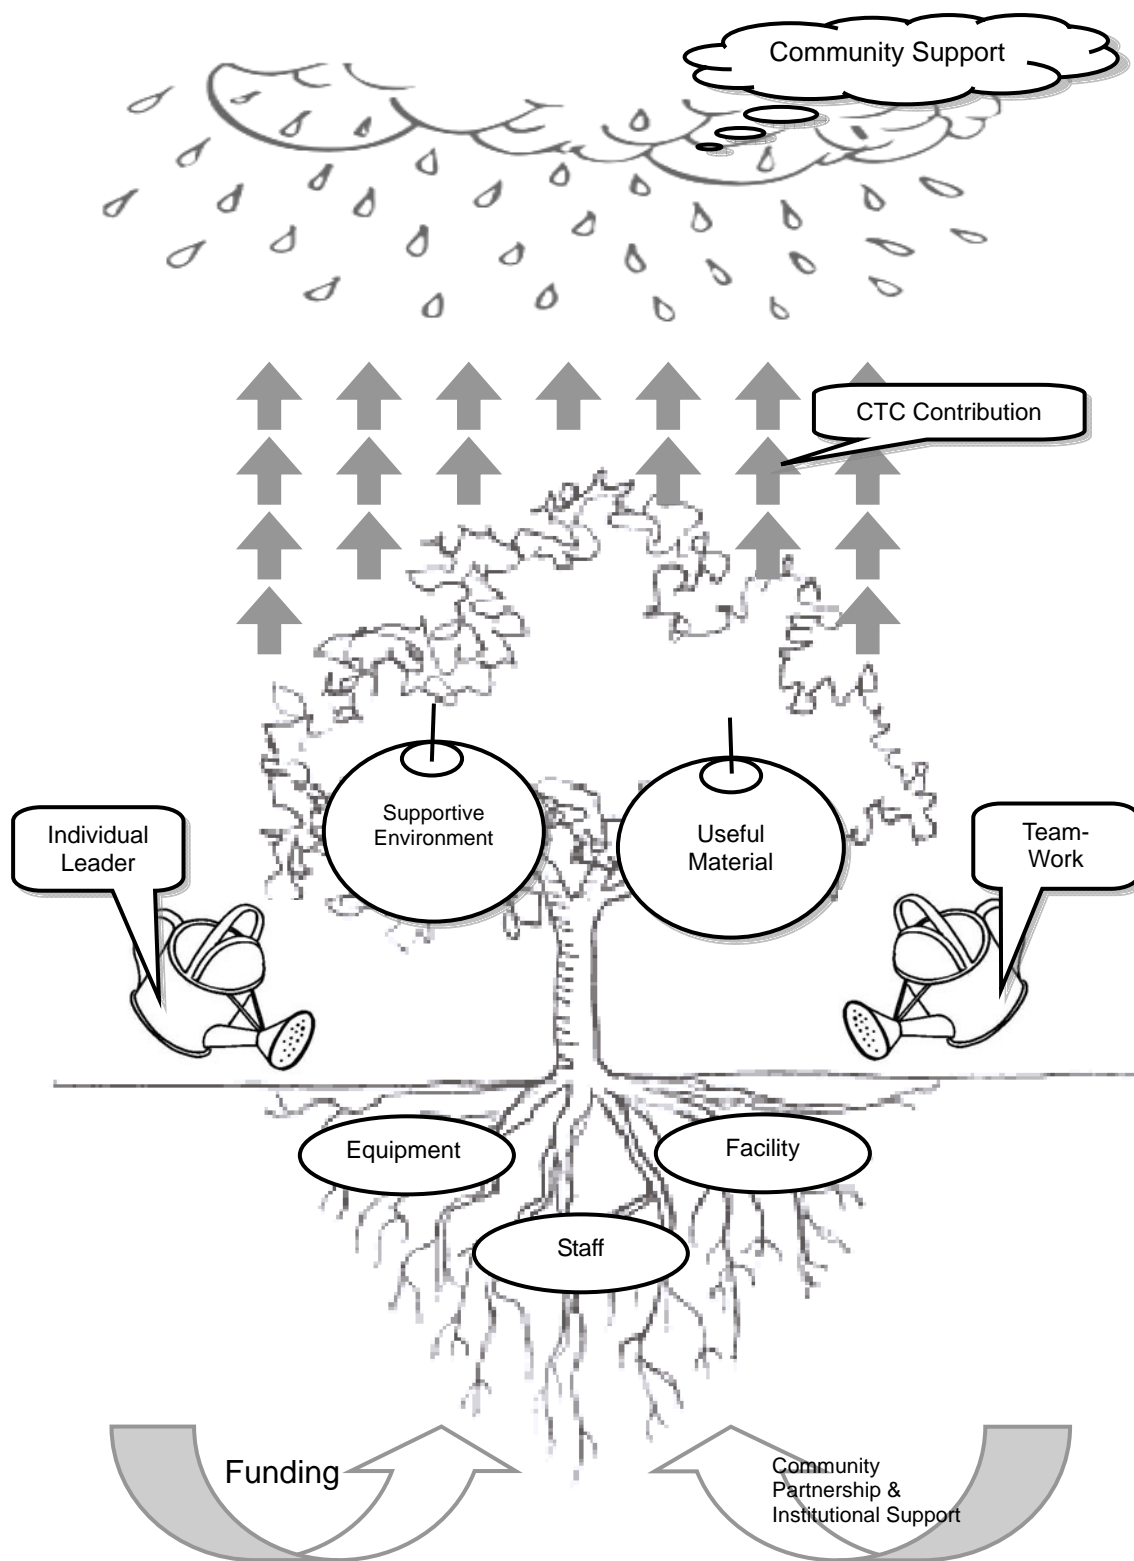 Community Support
CTC Contribution
Supportive
Environment
Useful
Material
Individual
Leader
Team-
Work
Equipment
Facility
Staff
Funding
Community
Partnership &
Institutional Support